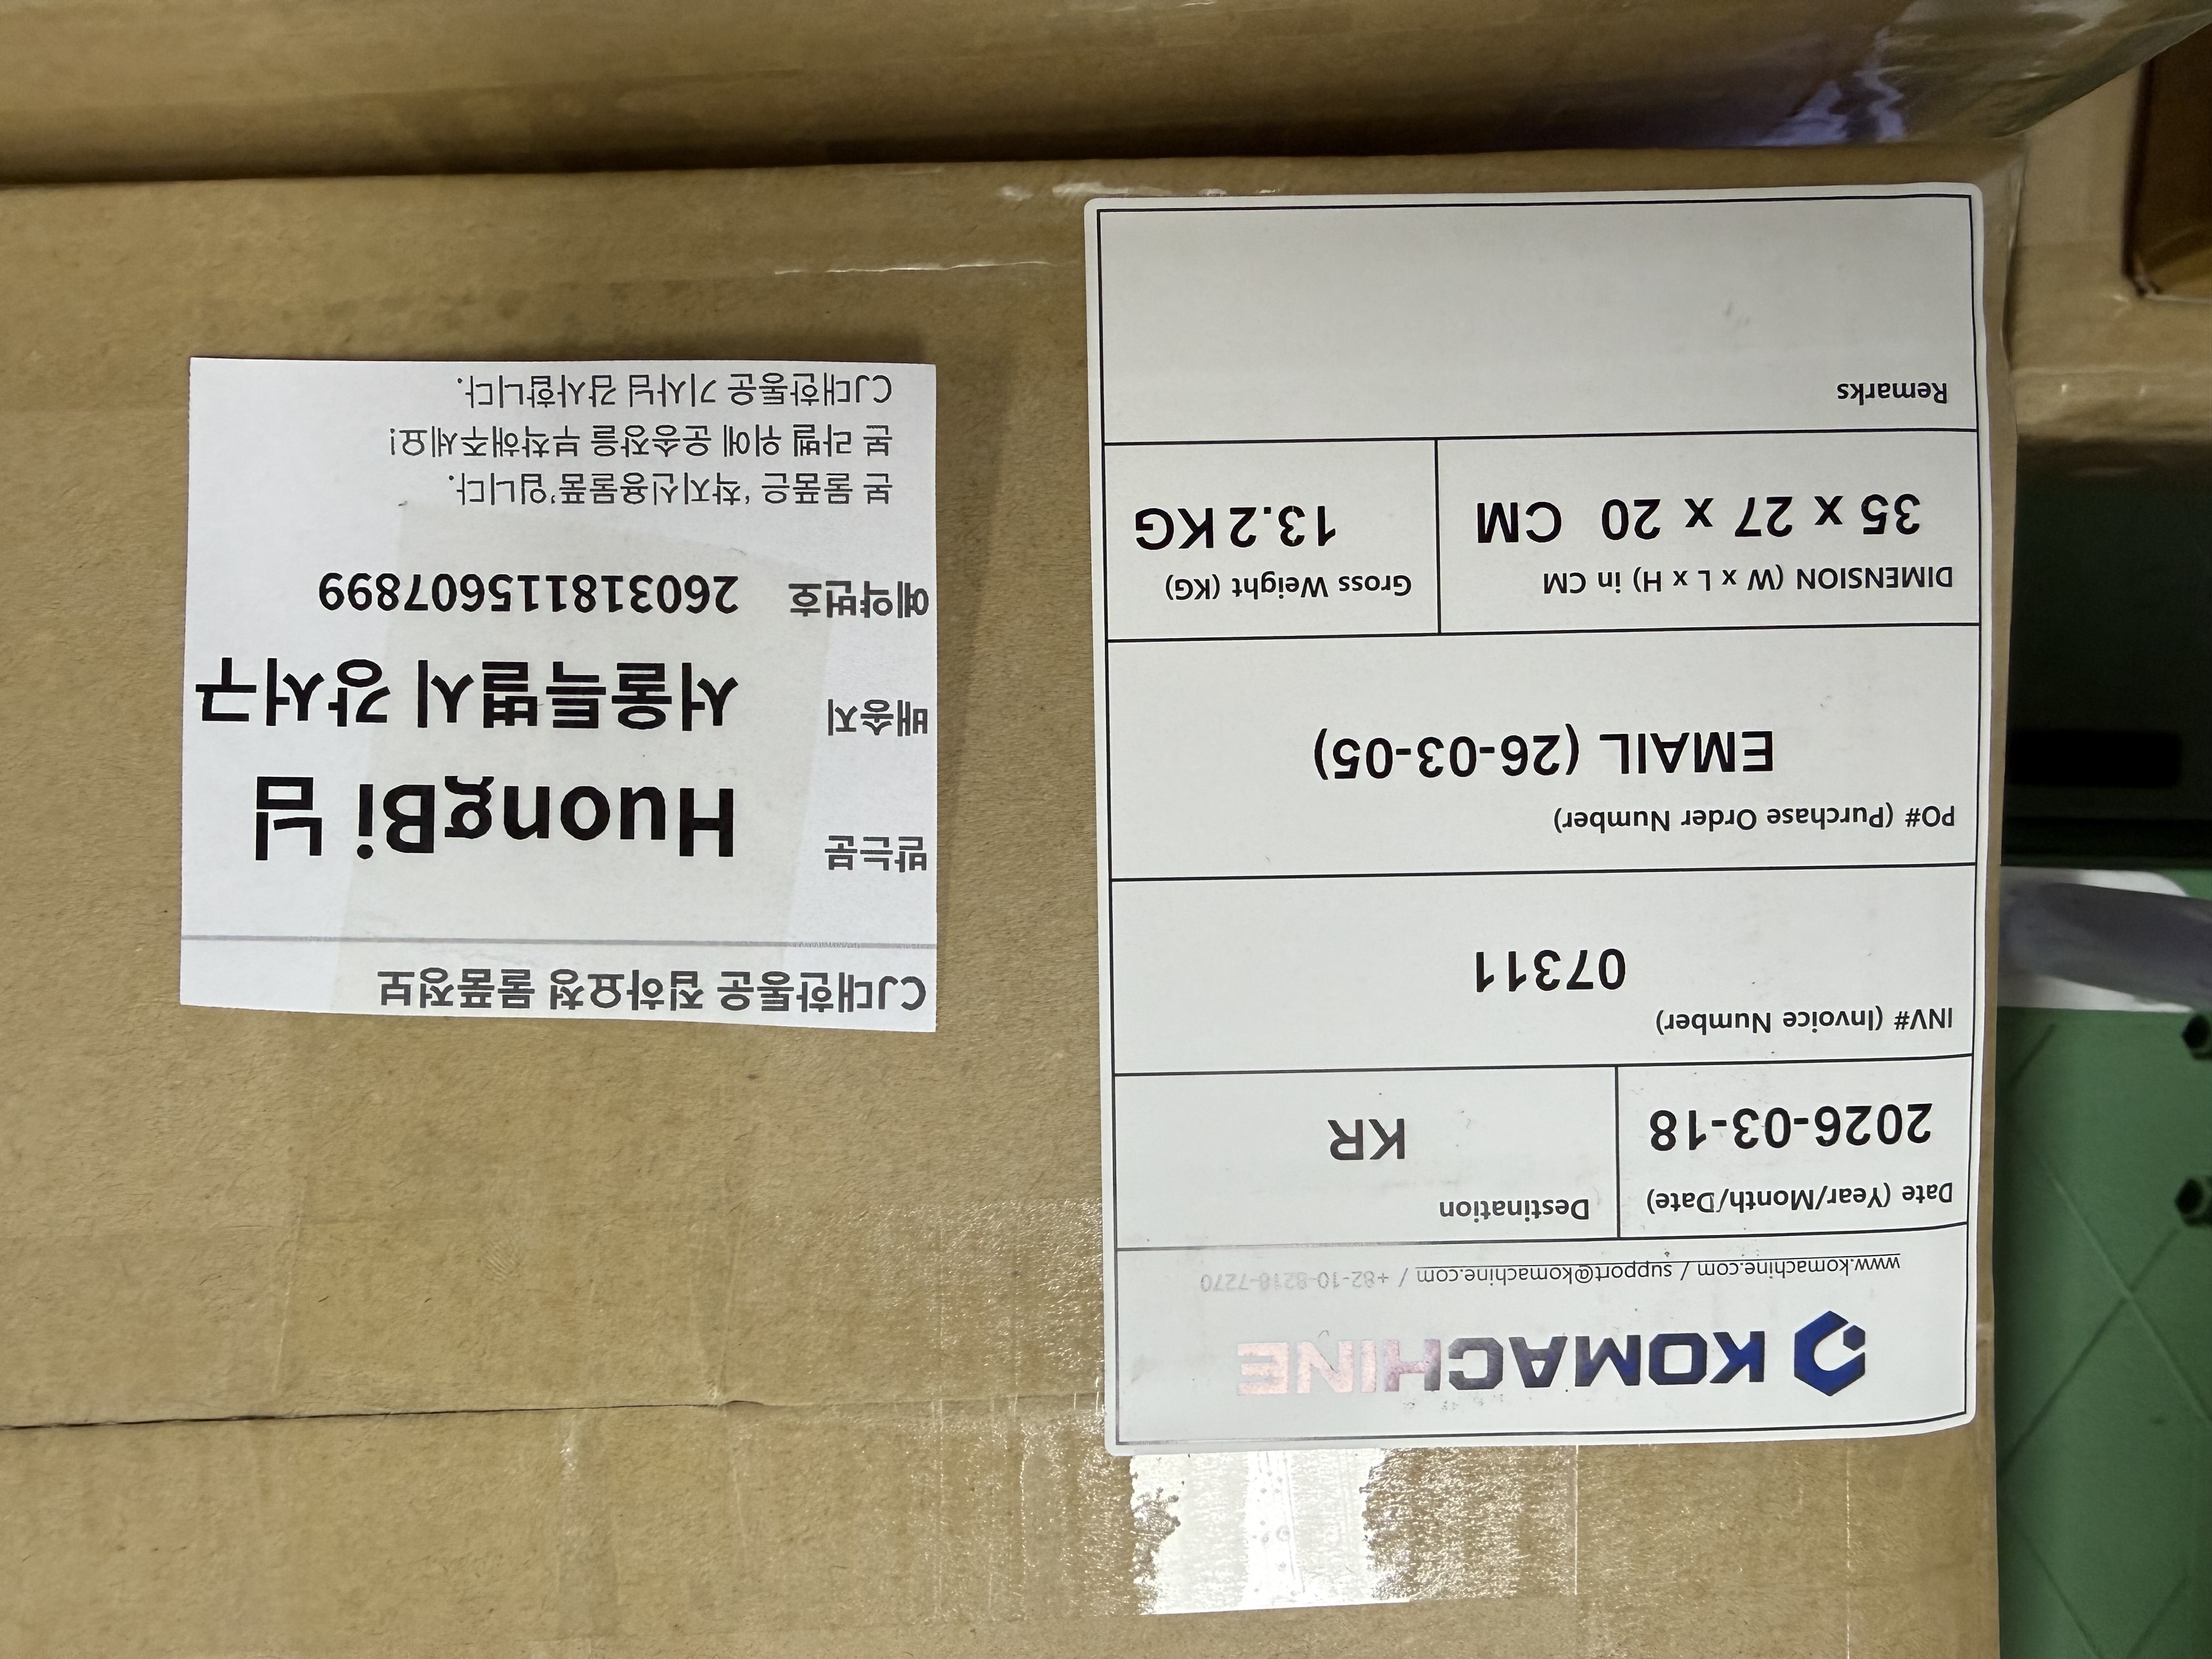 KOMACHINE
www.komachine.com / support@komachine.com / +82-10-8218-7270
Date (Year/Month/Date)
2026-03-18
Destination
KR
INV# (Invoice Number)
07311
PO# (Purchase Order Number)
EMAIL (26-03-05)
DIMENSION (W x L x H) in CM
35 x 27 x 20 CM
Gross Weight (KG)
13.2 KG
Remarks
CJ대한통운 집하요청 물품정보
받는분 HuongBi 님
배송지 서울특별시 강서구
예약번호 260318115607899
본 물품은 '착지신용물품'입니다.
본 라벨 위에 운송장을 부착해주세요!
CJ대한통운 기사님 감사합니다.